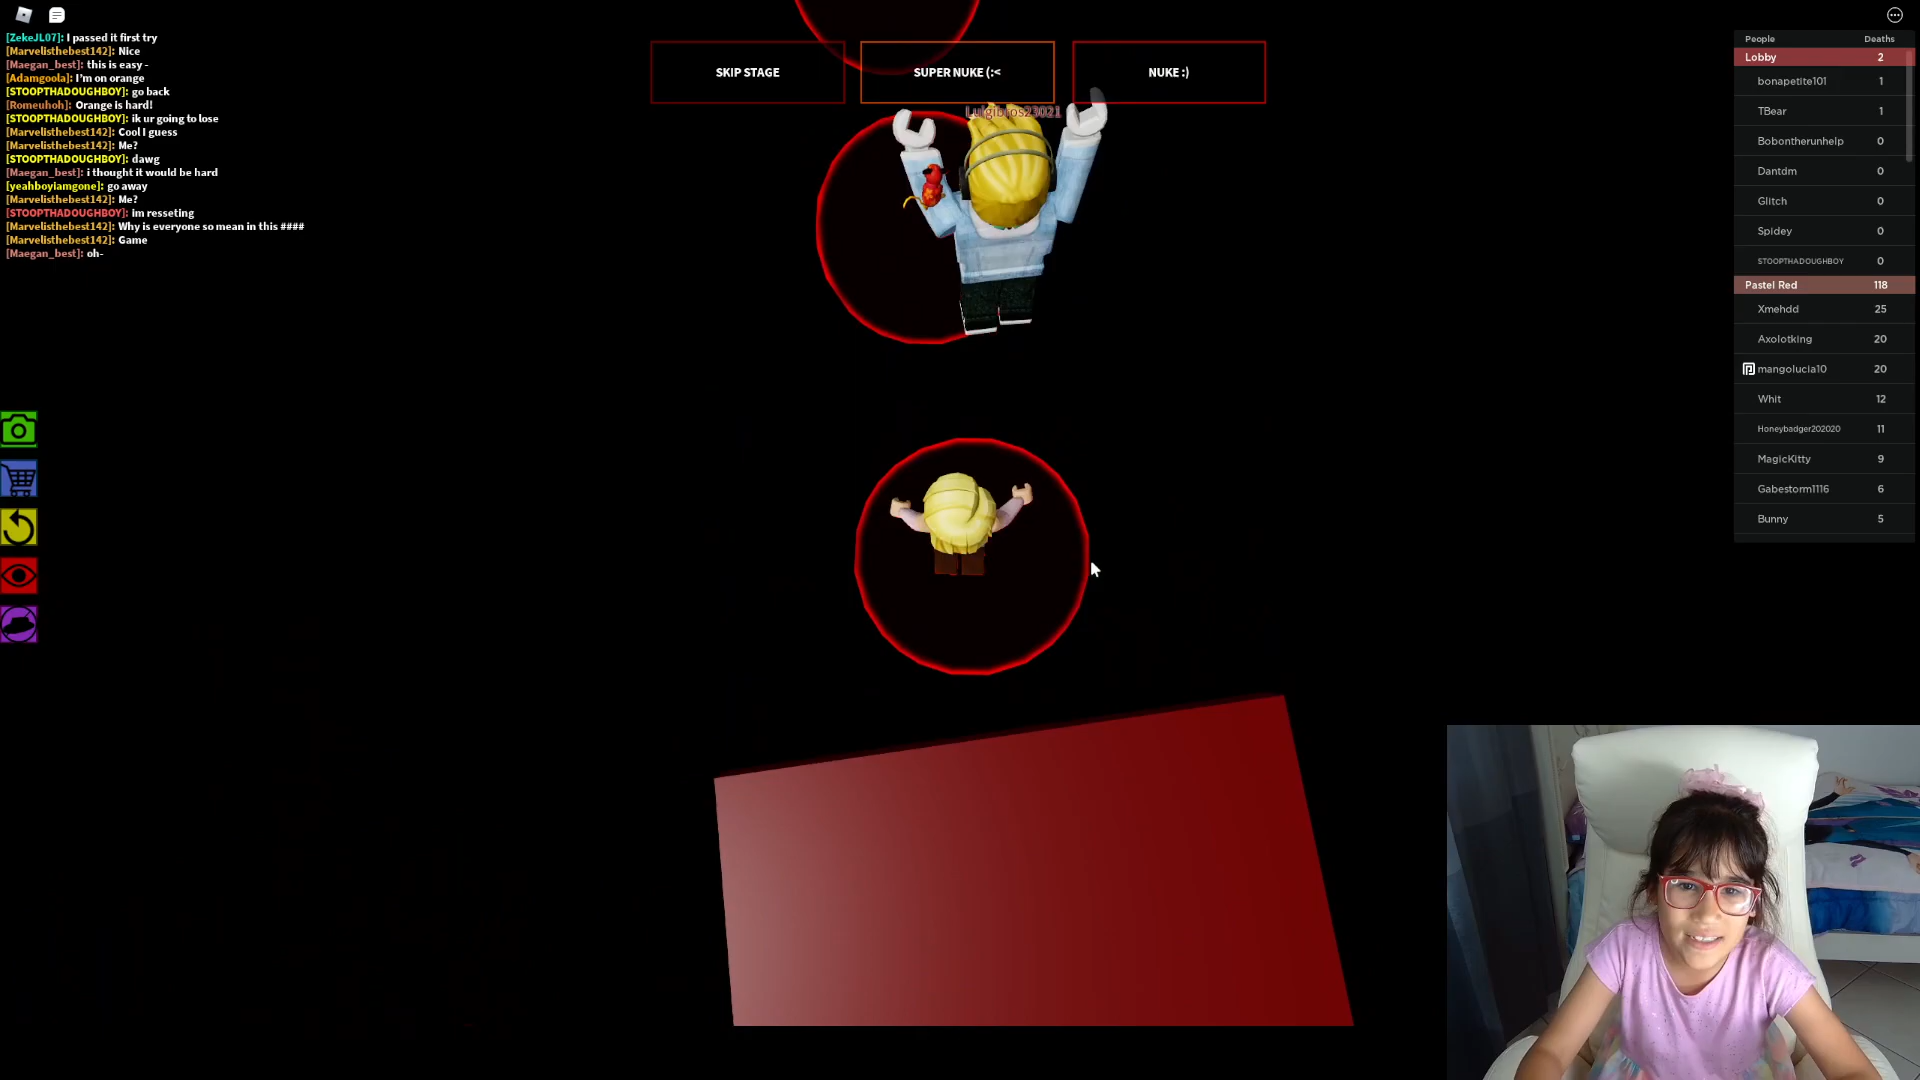 [ZekeJL07]: I passed it first try
[Marvelisthebest142]: Nice
[Maegan_best]: this is easy -
[Adamgoola]: I'm on orange
[STOOPTHADOUGHBOY]: go back
[Romeuhoh]: Orange is hard!
[STOOPTHADOUGHBOY]: ik ur going to lose
[Marvelisthebest142]: Cool I guess
[Marvelisthebest142]: Me?
[STOOPTHADOUGHBOY]: dawg
[Maegan_best]: i thought it would be hard
[yeahboyiamgone]: go away
[Marvelisthebest142]: Me?
[STOOPTHADOUGHBOY]: im resseting
[Marvelisthebest142]: Why is everyone so mean in this ####
[Marvelisthebest142]: Game
[Maegan_best]: oh-
SKIP STAGE
SUPER NUKE (:<
NUKE :)
Luigibros23021
People Deaths
Lobby 2
bonapetite101 1
TBear 1
Bobontherunhelp 0
Dantdm 0
Glitch 0
Spidey 0
STOOPTHADOUGHBOY 0
Pastel Red 118
Xmehdd 25
Axolotking 20
mangolucia10 20
Whit 12
Honeybadger202020 11
MagicKitty 9
Gabestorm1116 6
Bunny 5